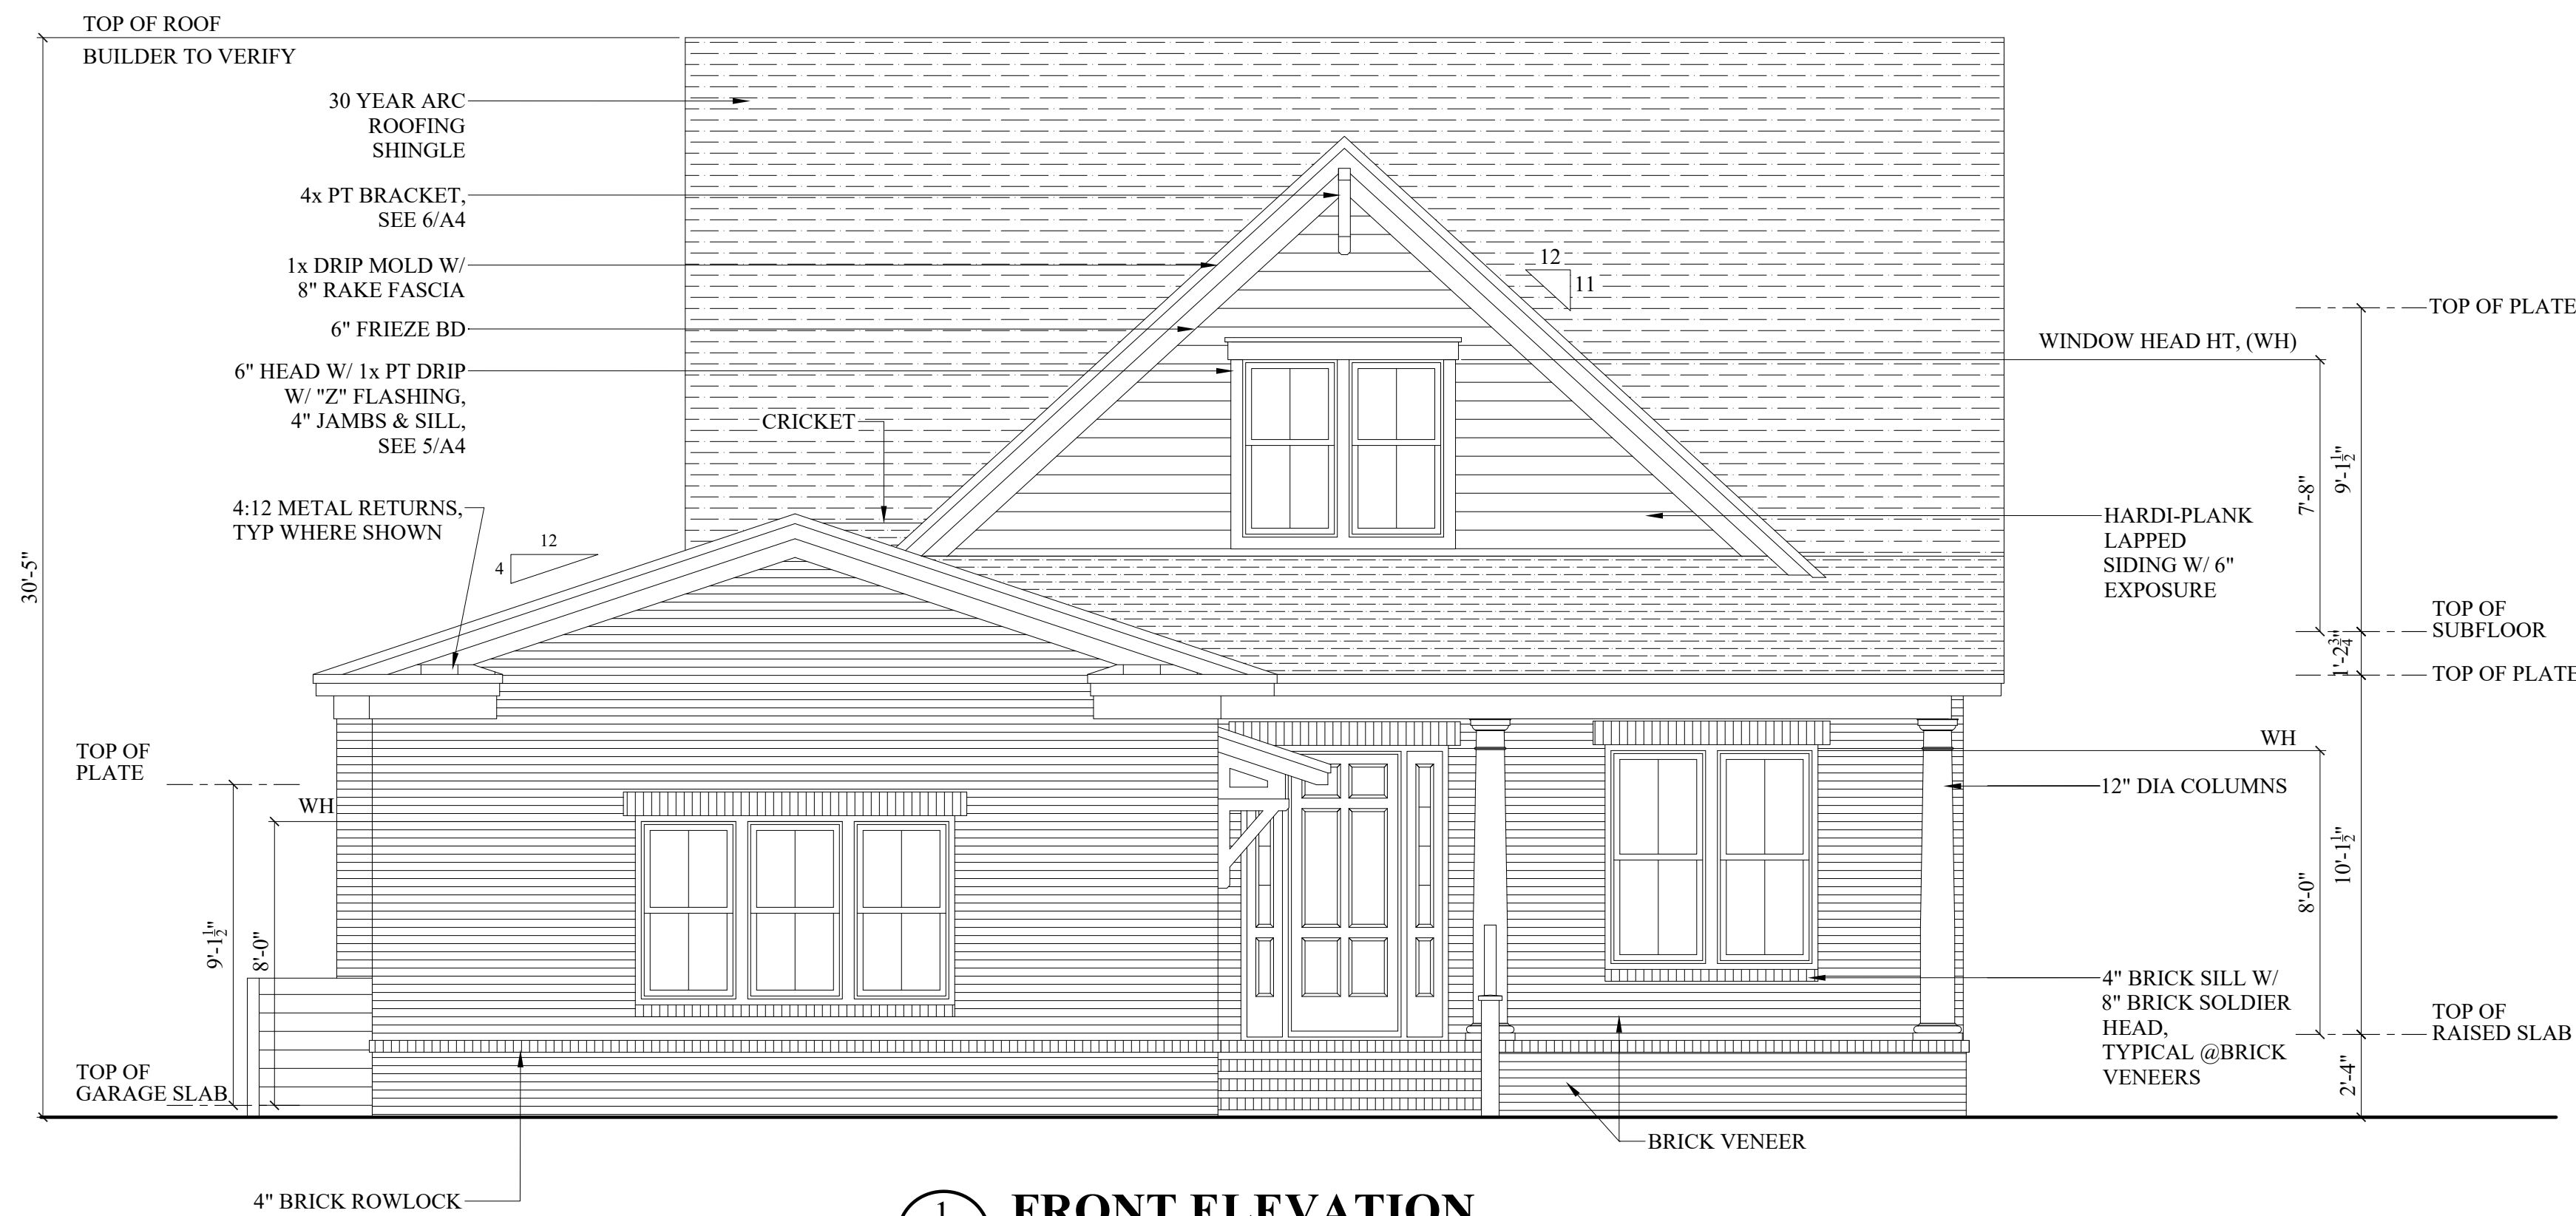 TOP OF ROOF
BUILDER TO VERIFY
30 YEAR ARC
ROOFING
SHINGLE
4x PT BRACKET,
SEE 6/A4
1x DRIP MOLD W/
8" RAKE FASCIA
6" FRIEZE BD
6" HEAD W/ 1x PT DRIP
W/ "Z" FLASHING,
4" JAMBS & SILL,
SEE 5/A4
CRICKET
4:12 METAL RETURNS,
TYP WHERE SHOWN
12
4
30'-5"
TOP OF
PLATE
WH
9'-1½"
8'-0"
TOP OF
GARAGE SLAB
4" BRICK ROWLOCK
12
11
TOP OF PLATE
WINDOW HEAD HT, (WH)
7'-8"
9'-1½"
HARDI-PLANK
LAPPED
SIDING W/ 6"
EXPOSURE
TOP OF
SUBFLOOR
1'-2¾"
TOP OF PLATE
WH
12" DIA COLUMNS
8'-0"
10'-1½"
4" BRICK SILL W/
8" BRICK SOLDIER
HEAD,
TYPICAL @BRICK
VENEERS
TOP OF
RAISED SLAB
2'-4"
BRICK VENEER
1
FRONT ELEVATION